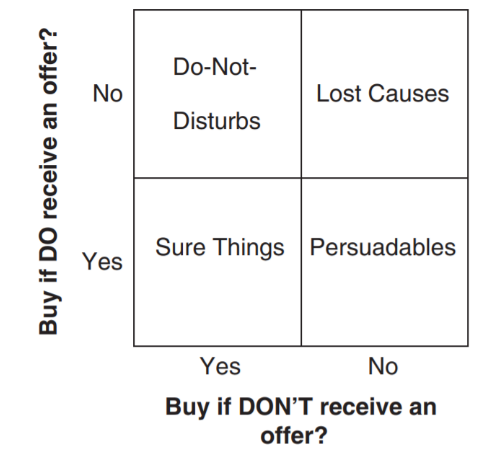 Buy if DO receive an offer?
No
Do-Not-
Disturbs
Lost Causes
Yes
Sure Things
Persuadables
Yes
No
Buy if DON’T receive an
offer?